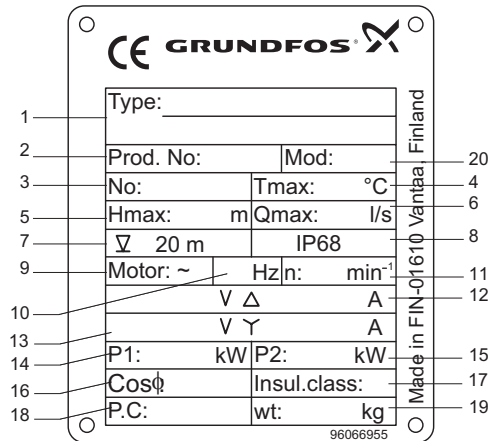 CE GRUNDFOS
Type:
Prod. No: Mod:
No: Tmax: °C
Hmax: m Qmax: l/s
∇ 20 m IP68
Motor: ~ Hz n: min⁻¹
V △ A
V Y A
P1: kW P2: kW
Cosϕ Insul.class:
P.C: wt: kg
96066955
Made in FIN-01610 Vantaa, Finland
1
2
3
5
7
9
10
13
14
16
18
20
4
6
8
11
12
15
17
19